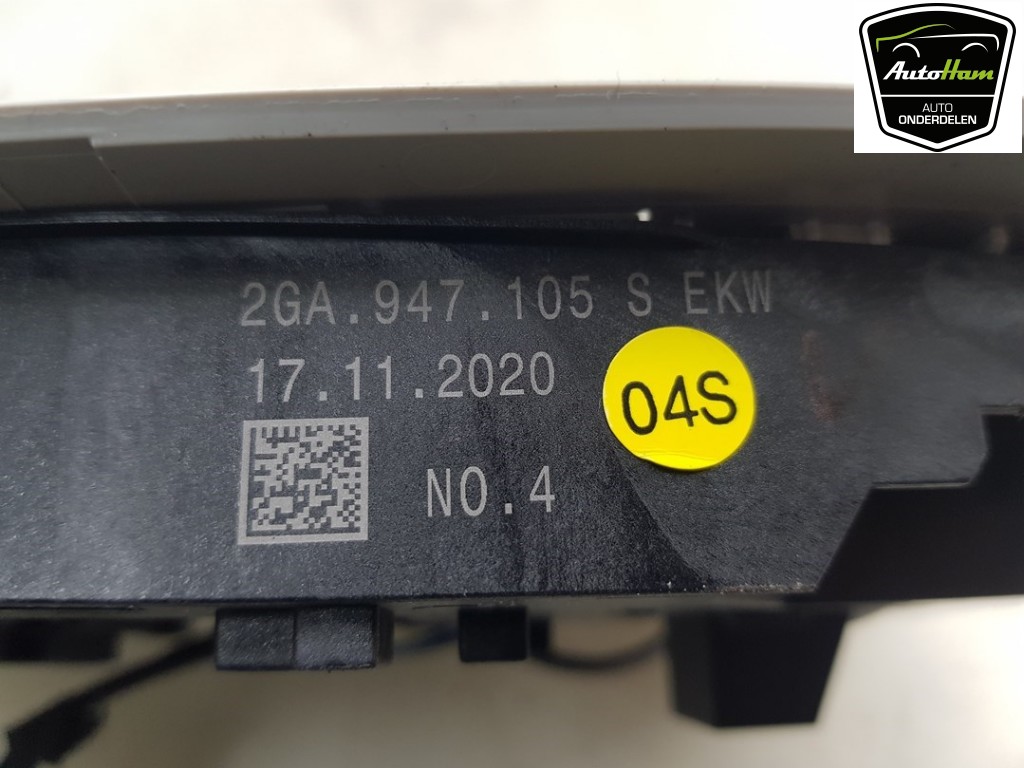 AutoHam
AUTO
ONDERDELEN
2GA.947.105 S EKW
17.11.2020
04S
NO.4